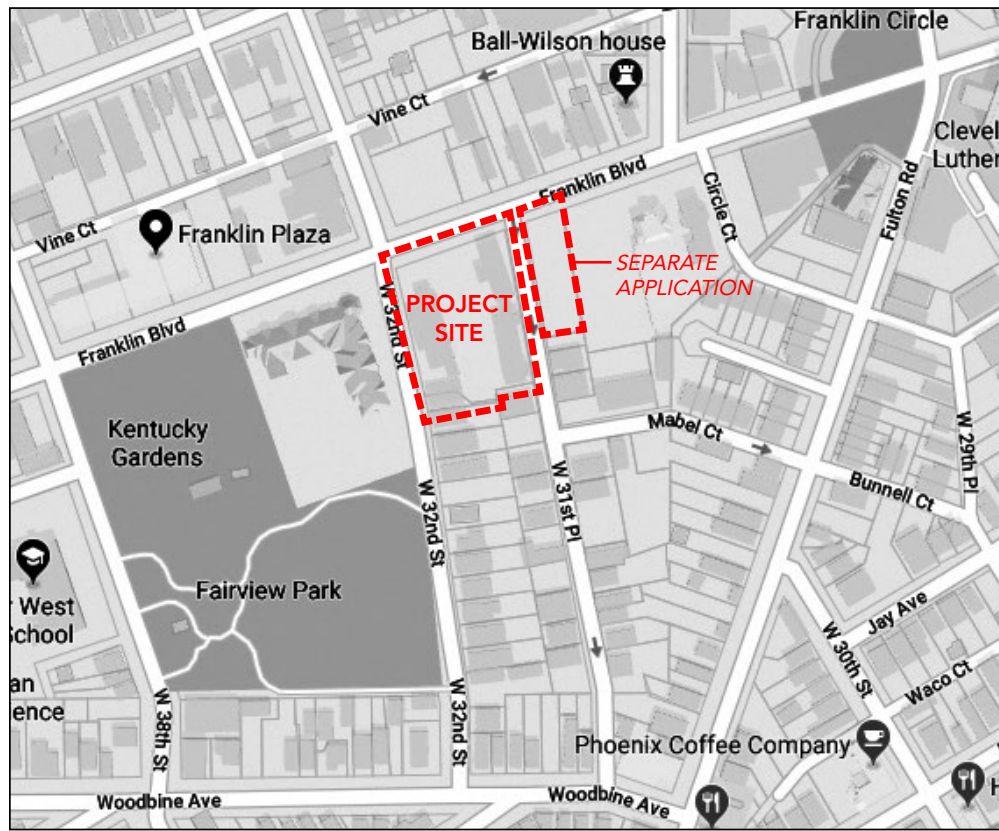 Franklin Circle
Ball-Wilson house
Vine Ct
Clevel
Luther
Franklin Blvd
Circle Ct
Fulton Rd
Vine Ct
Franklin Plaza
SEPARATE
APPLICATION
PROJECT
SITE
W 32nd St
Franklin Blvd
W 29th Pl
Kentucky
Gardens
Mabel Ct
Bunnell Ct
W 32nd St
W 31st Pl
Fairview Park
West
School
Jay Ave
W 30th St
Waco Ct
an
ence
W 38th St
W 32nd St
Phoenix Coffee Company
Woodbine Ave
Woodbine Ave
H